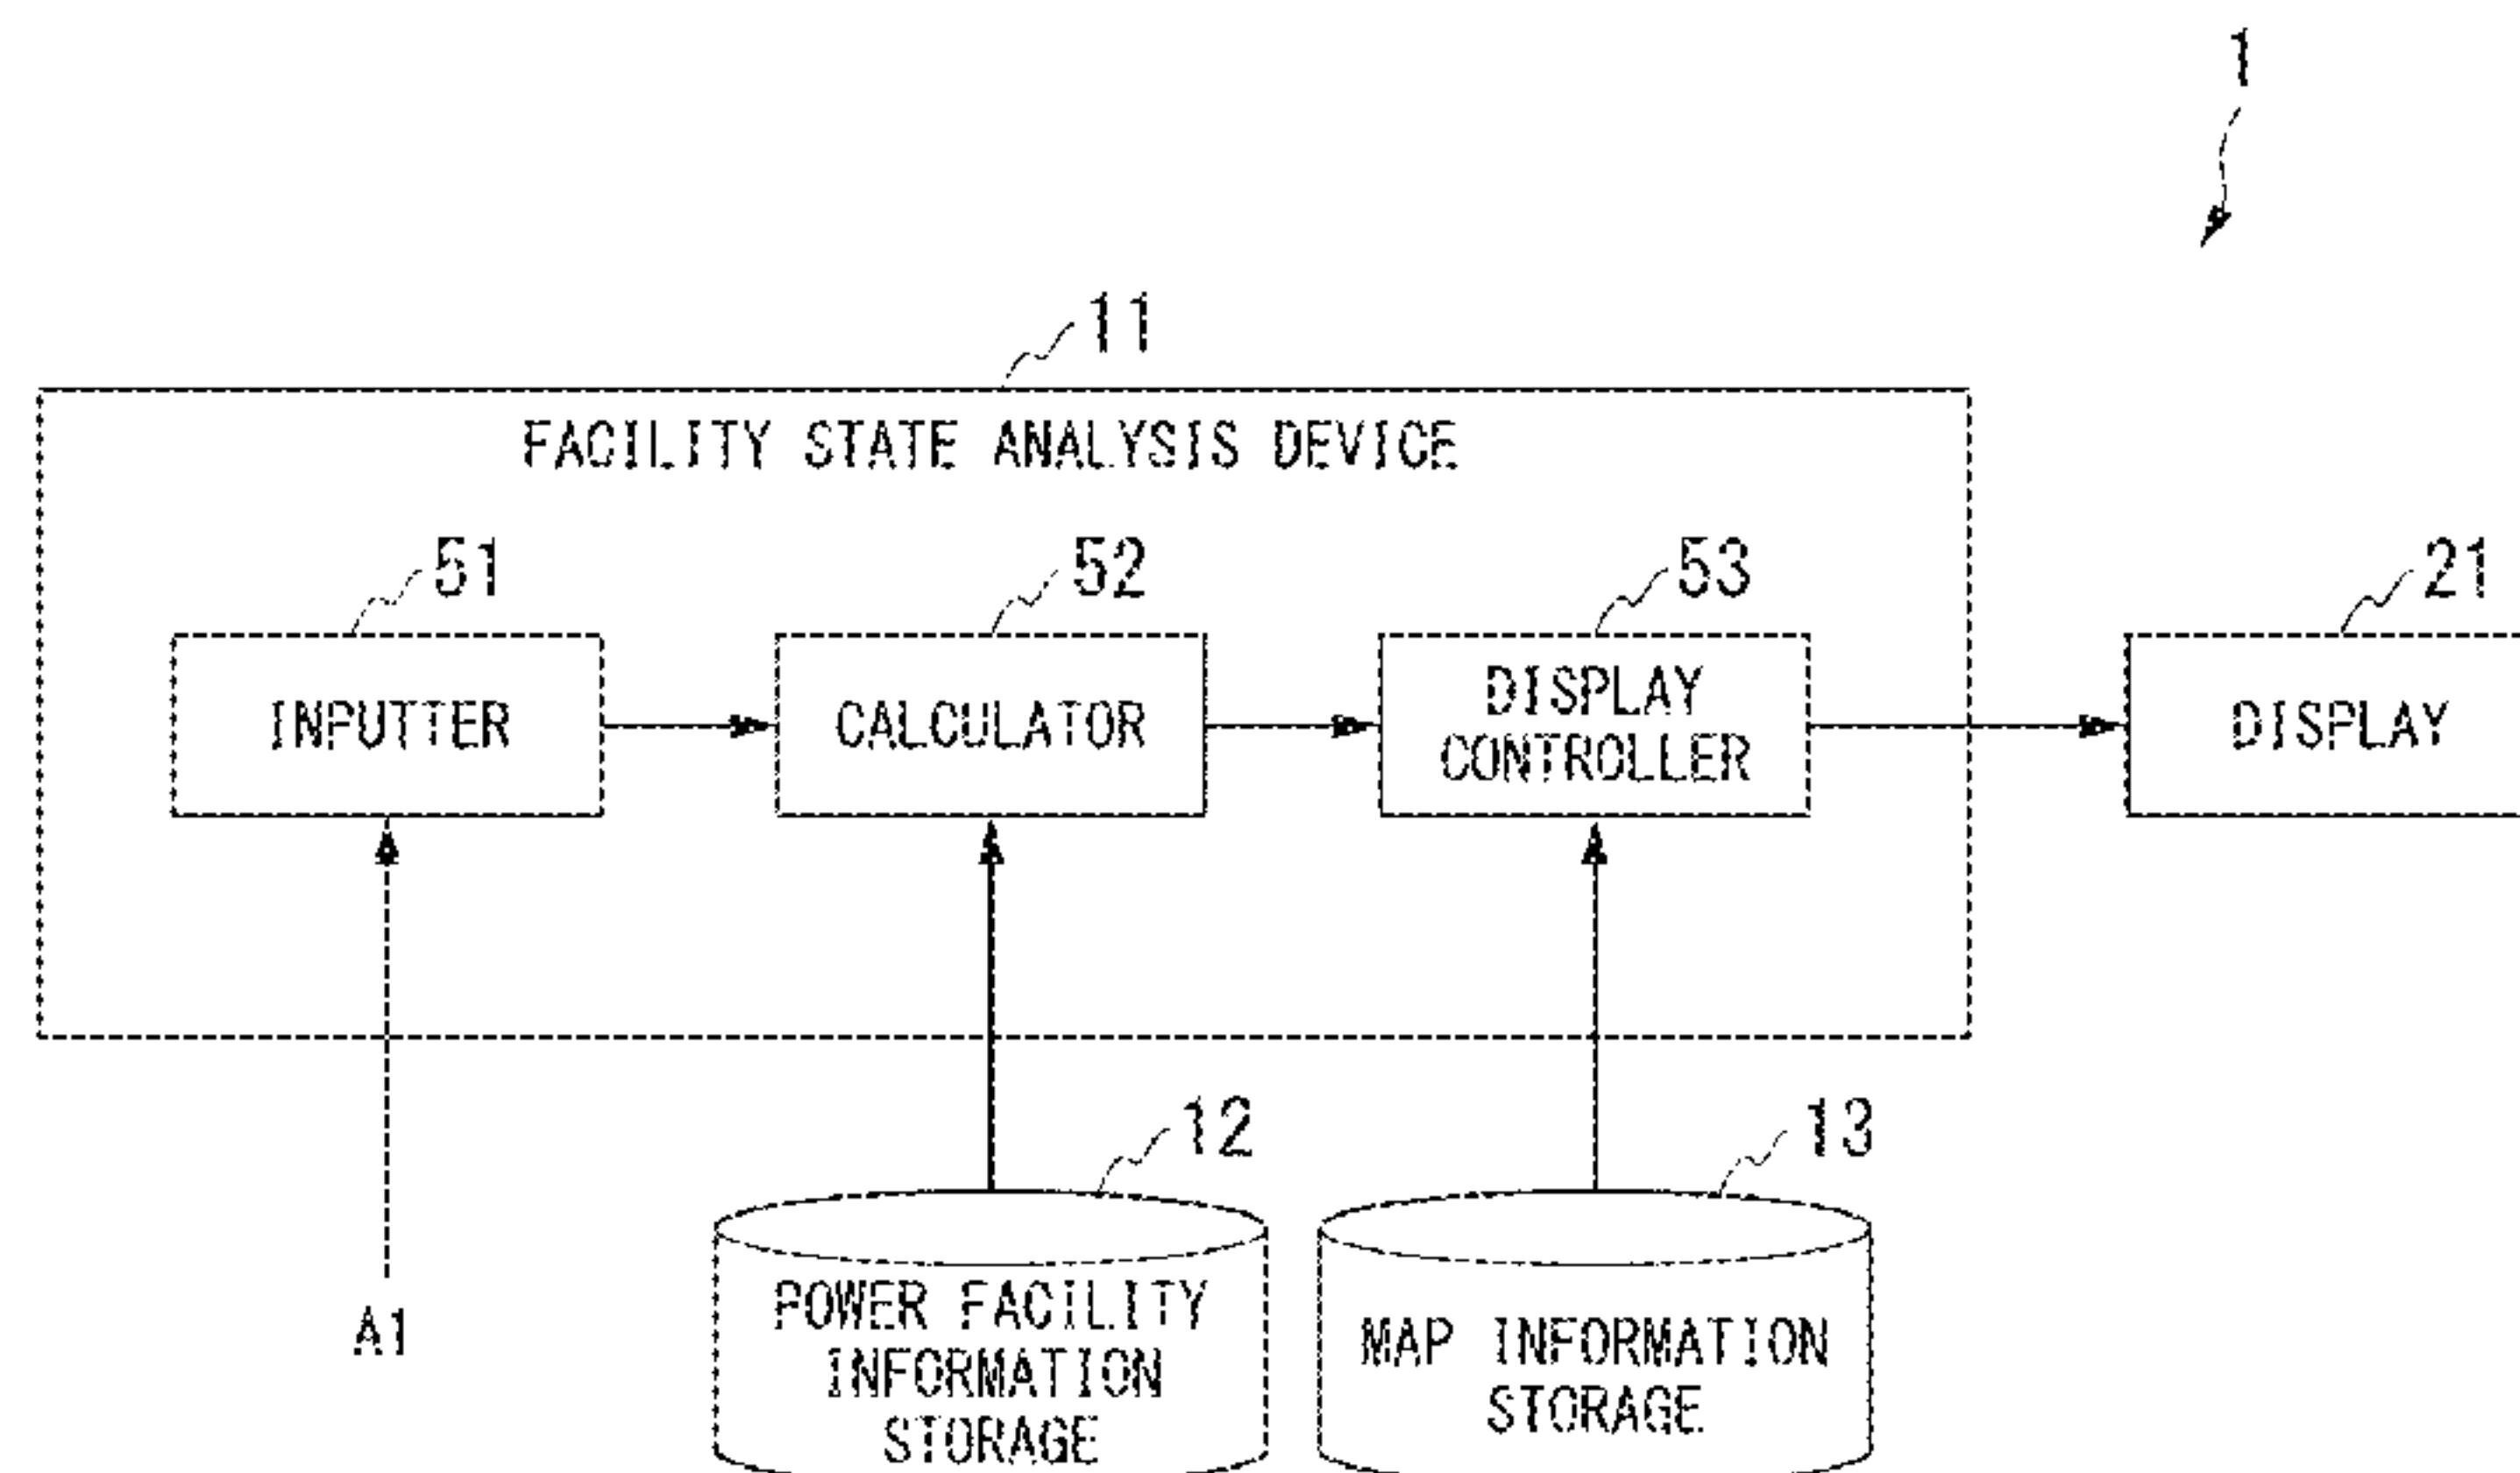 1
11
FACILITY STATE ANALYSIS DEVICE
51
52
53
21
INPUTTER
CALCULATOR
DISPLAY
CONTROLLER
DISPLAY
12
13
A1
POWER FACILITY
INFORMATION
STORAGE
MAP INFORMATION
STORAGE